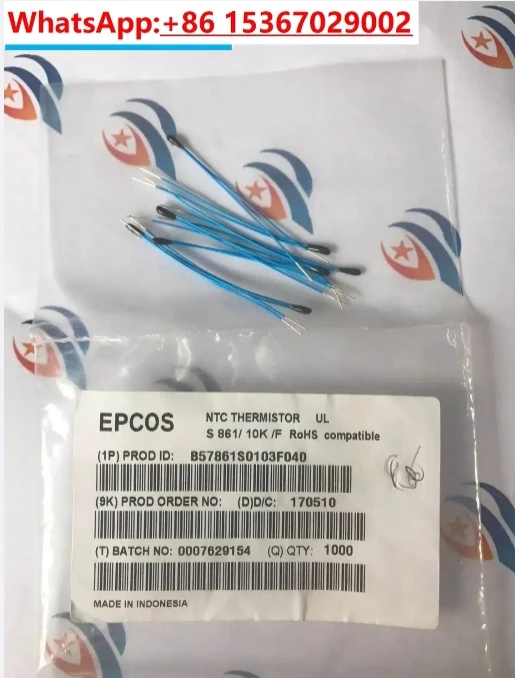 WhatsApp:+86 15367029002
EPCOS
NTC THERMISTOR UL
S 861/ 10K /F RoHS compatible
(1P) PROD ID: B57861S0103F040
(9K) PROD ORDER NO: (D)D/C: 170510
(T) BATCH NO: 0007629154 (Q) QTY: 1000
MADE IN INDONESIA